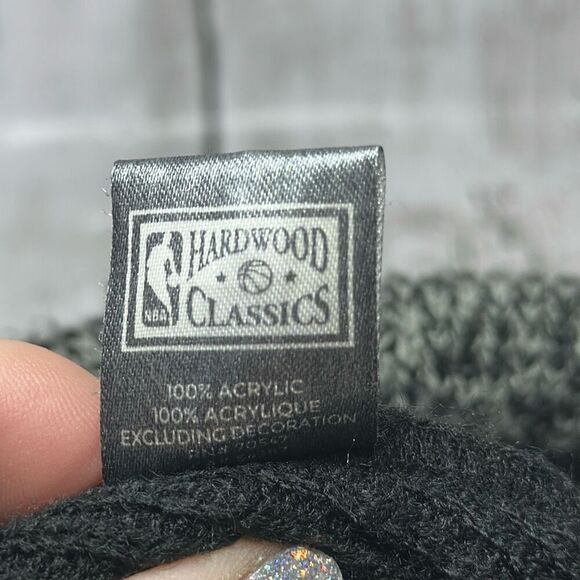 HARDWOOD
CLASSICS
NBA
100% ACRYLIC
100% ACRYLIQUE
EXCLUDING DECORATION